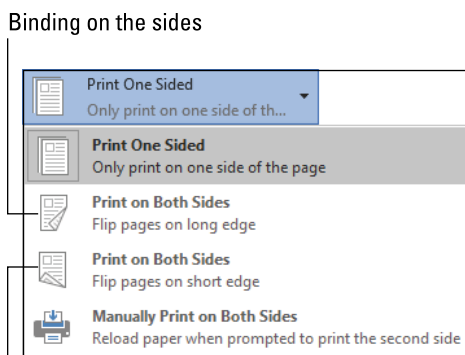 Binding on the sides
Print One Sided
Only print on one side of th...
Print One Sided
Only print on one side of the page
Print on Both Sides
Flip pages on long edge
Print on Both Sides
Flip pages on short edge
Manually Print on Both Sides
Reload paper when prompted to print the second side